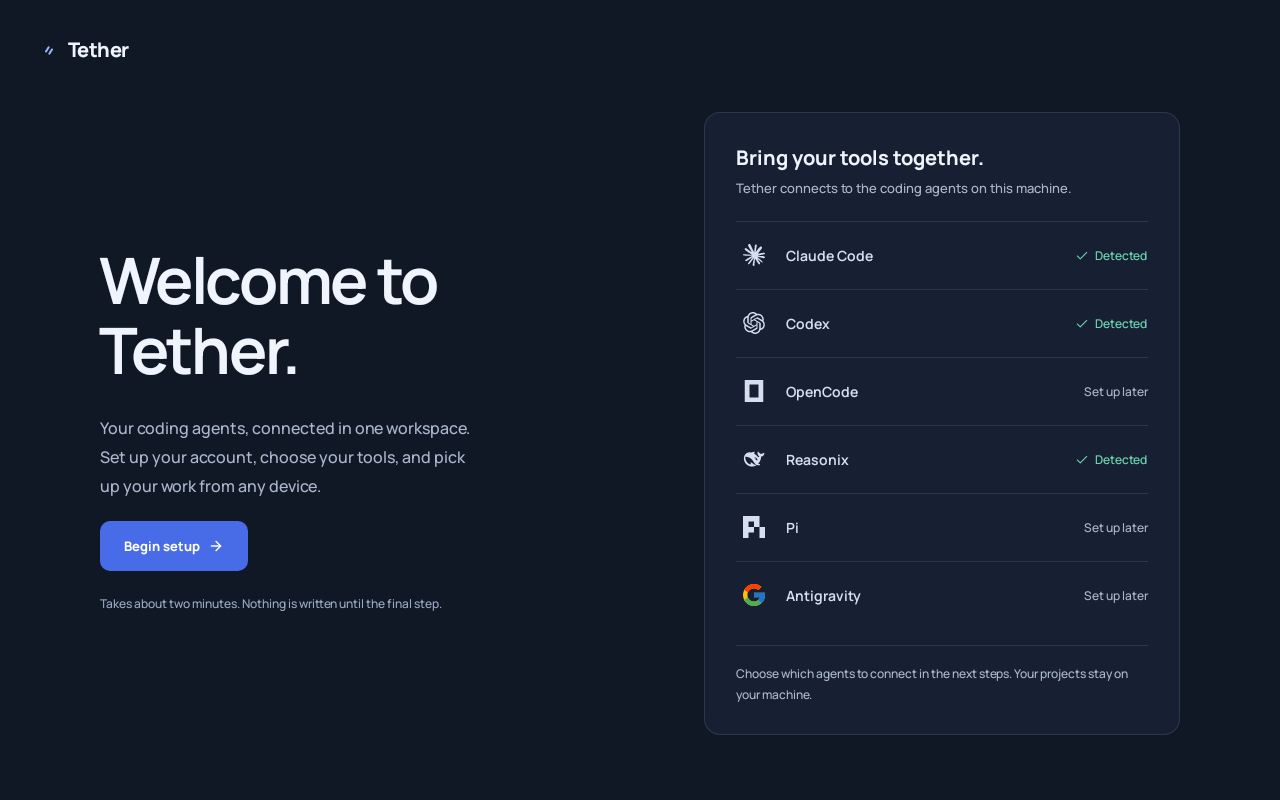 Tether
Welcome to
Tether.
Your coding agents, connected in one workspace.
Set up your account, choose your tools, and pick
up your work from any device.
Begin setup
Takes about two minutes. Nothing is written until the final step.
Bring your tools together.
Tether connects to the coding agents on this machine.
Claude Code Detected
Codex Detected
OpenCode Set up later
Reasonix Detected
Pi Set up later
Antigravity Set up later
Choose which agents to connect in the next steps. Your projects stay on
your machine.